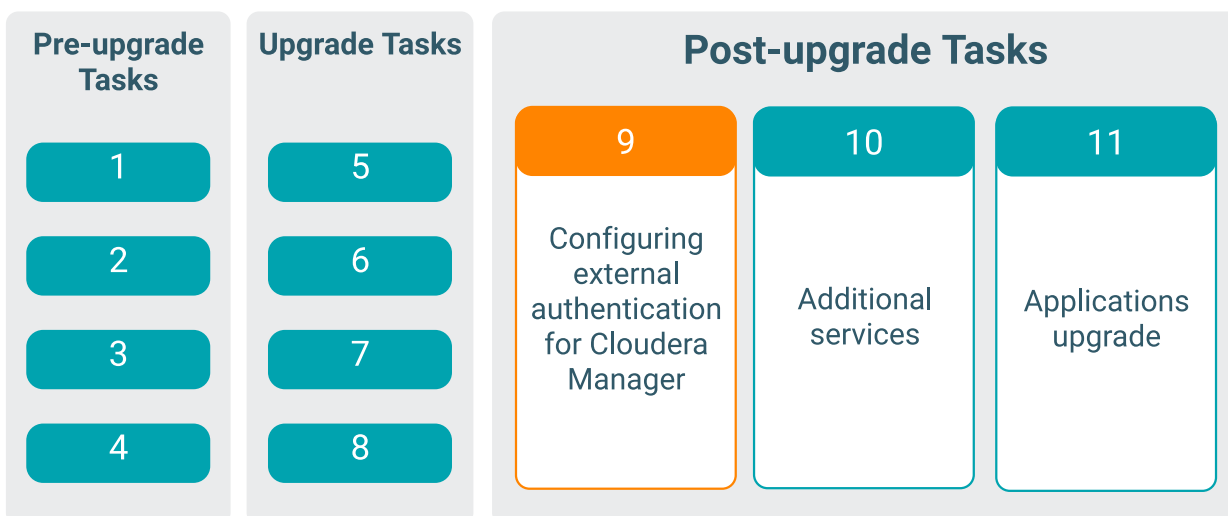 Pre-upgrade
Tasks
1
2
3
4
Upgrade Tasks
5
6
7
8
Post-upgrade Tasks
9
Configuring
external
authentication
for Cloudera
Manager
10
Additional
services
11
Applications
upgrade